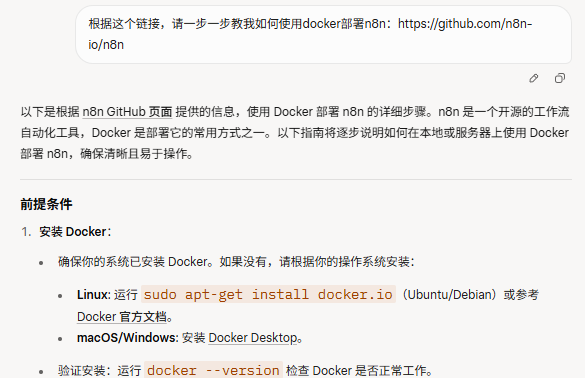 根据这个链接，请一步一步教我如何使用docker部署n8n：https://github.com/n8n-
io/n8n
以下是根据 n8n GitHub 页面 提供的信息，使用 Docker 部署 n8n 的详细步骤。n8n 是一个开源的工作流
自动化工具，Docker 是部署它的常用方式之一。以下指南将逐步说明如何在本地或服务器上使用 Docker
部署 n8n，确保清晰且易于操作。
前提条件
1. 安装 Docker：
• 确保你的系统已安装 Docker。如果没有，请根据你的操作系统安装：
• Linux: 运行 sudo apt-get install docker.io（Ubuntu/Debian）或参考
Docker 官方文档。
• macOS/Windows: 安装 Docker Desktop。
• 验证安装：运行 docker --version 检查 Docker 是否正常工作。